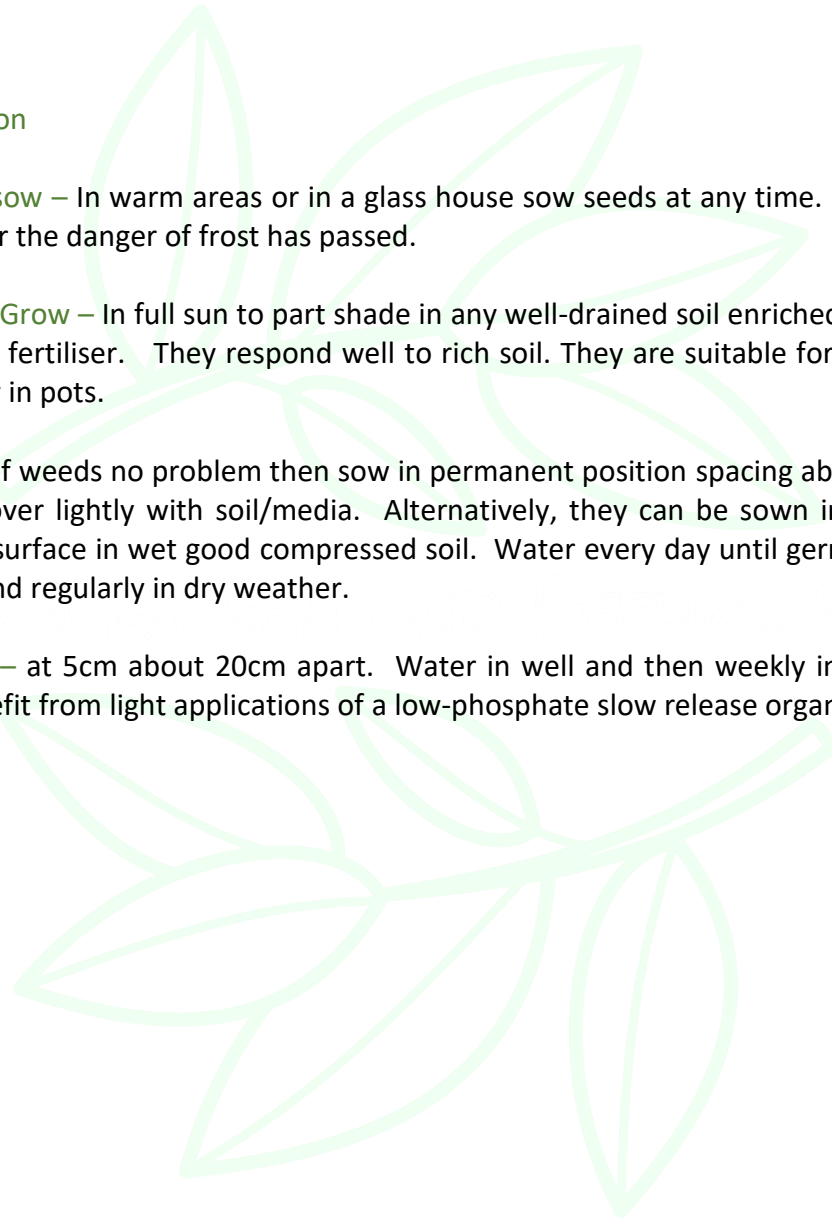 on
sow – In warm areas or in a glass house sow seeds at any time.
r the danger of frost has passed.
Grow – In full sun to part shade in any well-drained soil enriched
fertiliser. They respond well to rich soil. They are suitable for
in pots.
f weeds no problem then sow in permanent position spacing ab
over lightly with soil/media. Alternatively, they can be sown in
surface in wet good compressed soil. Water every day until gerr
nd regularly in dry weather.
– at 5cm about 20cm apart. Water in well and then weekly in
efit from light applications of a low-phosphate slow release organ